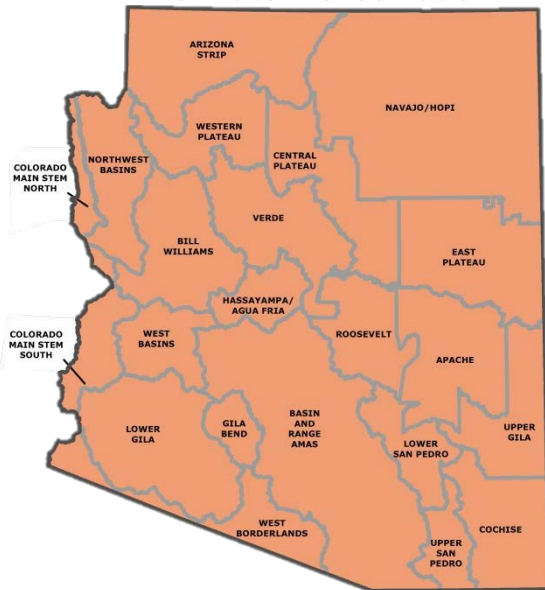 ARIZONA
STRIP
NAVAJO/HOPI
WESTERN
PLATEAU
NORTHWEST
BASINS
CENTRAL
PLATEAU
COLORADO
MAIN STEM
NORTH
VERDE
BILL
WILLIAMS
EAST
PLATEAU
HASSAYAMPA/
AGUA FRIA
COLORADO
MAIN STEM
SOUTH
WEST
BASINS
ROOSEVELT
APACHE
LOWER
GILA
GILA
BEND
BASIN
AND
RANGE
AMAS
LOWER
SAN PEDRO
UPPER
GILA
WEST
BORDERLANDS
UPPER
SAN
PEDRO
COCHISE